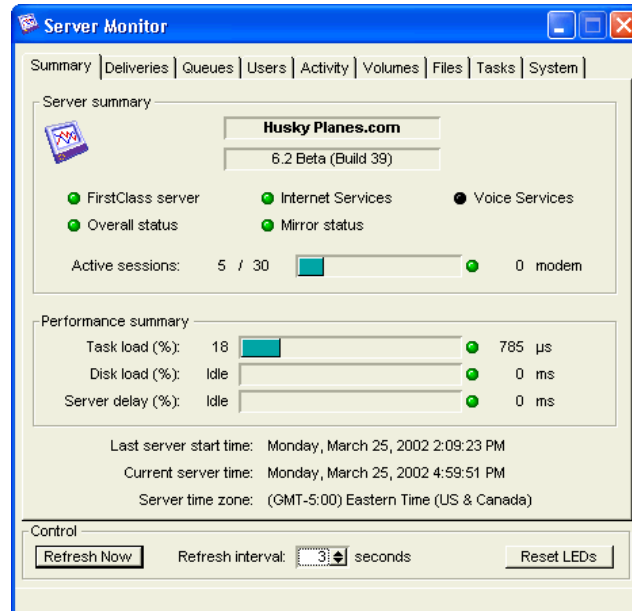 Server Monitor
Summary Deliveries Queues Users Activity Volumes Files Tasks System
Server summary
Husky Planes.com
6.2 Beta (Build 39)
FirstClass server Internet Services Voice Services
Overall status Mirror status
Active sessions: 5 / 30 0 modem
Performance summary
Task load (%): 18 785 µs
Disk load (%): Idle 0 ms
Server delay (%): Idle 0 ms
Last server start time: Monday, March 25, 2002 2:09:23 PM
Current server time: Monday, March 25, 2002 4:59:51 PM
Server time zone: (GMT-5:00) Eastern Time (US & Canada)
Control
Refresh Now Refresh interval: 3 seconds Reset LEDs